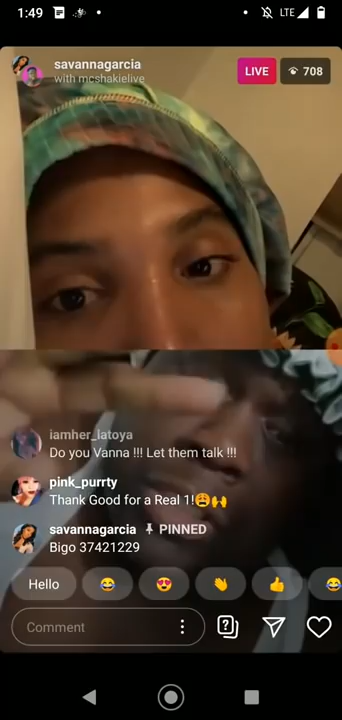 1:49
LTE
savannagarcia
with mcshakielive
LIVE
708
iamher_latoya
Do you Vanna !!! Let them talk !!!
pink_purrty
Thank Good for a Real 1!😩🙌
savannagarcia PINNED
Bigo 37421229
Hello
Comment